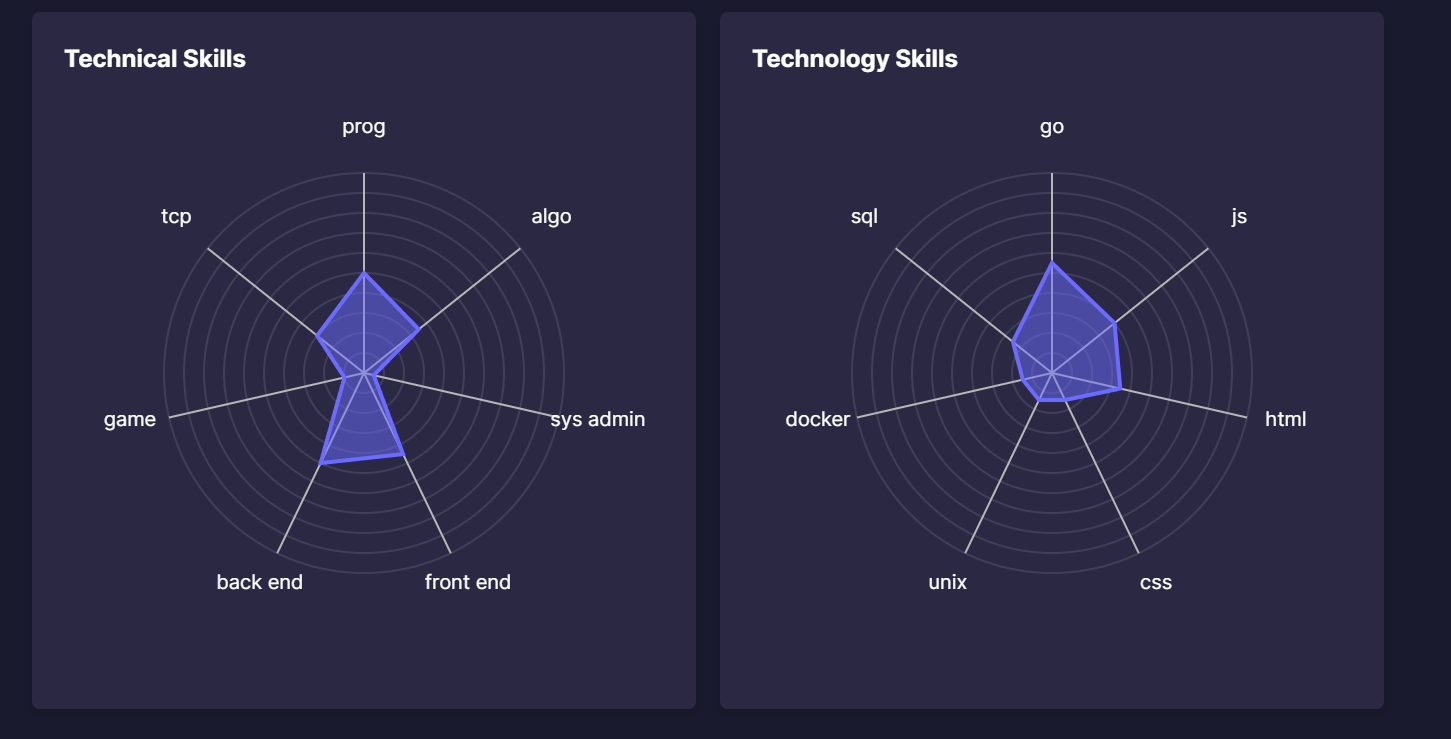 Technical Skills
prog
tcp
algo
game
sys admin
back end
front end
Technology Skills
go
sql
js
docker
html
unix
css